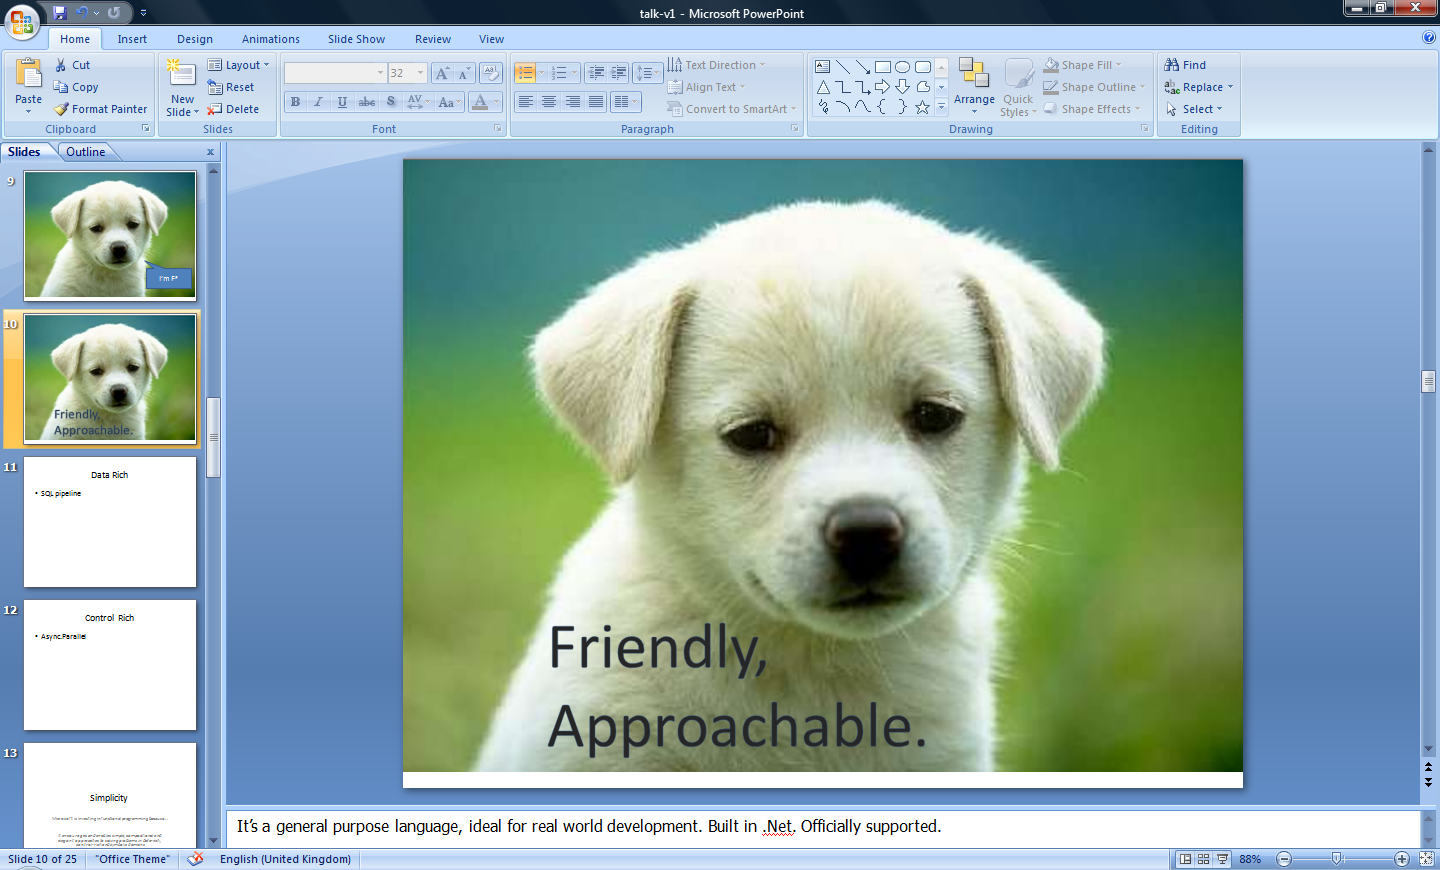 talk-v1 - Microsoft PowerPoint
Home Insert Design Animations Slide Show Review View
Paste
Cut
Copy
Format Painter
Clipboard
New Slide
Layout
Reset
Delete
Slides
32
B I U abc S AV Aa A
Font
Text Direction
Align Text
Convert to SmartArt
Paragraph
Arrange
Quick Styles
Shape Fill
Shape Outline
Shape Effects
Drawing
Find
Replace
Select
Editing
Slides Outline x
9
10
Friendly,
Approachable.
11
Data Rich
• SQL pipeline
12
Control Rich
• Async.Parallel
13
Simplicity
Friendly,
Approachable.
It's a general purpose language, ideal for real world development. Built in .Net. Officially supported.
Slide 10 of 25 "Office Theme" English (United Kingdom) 88%